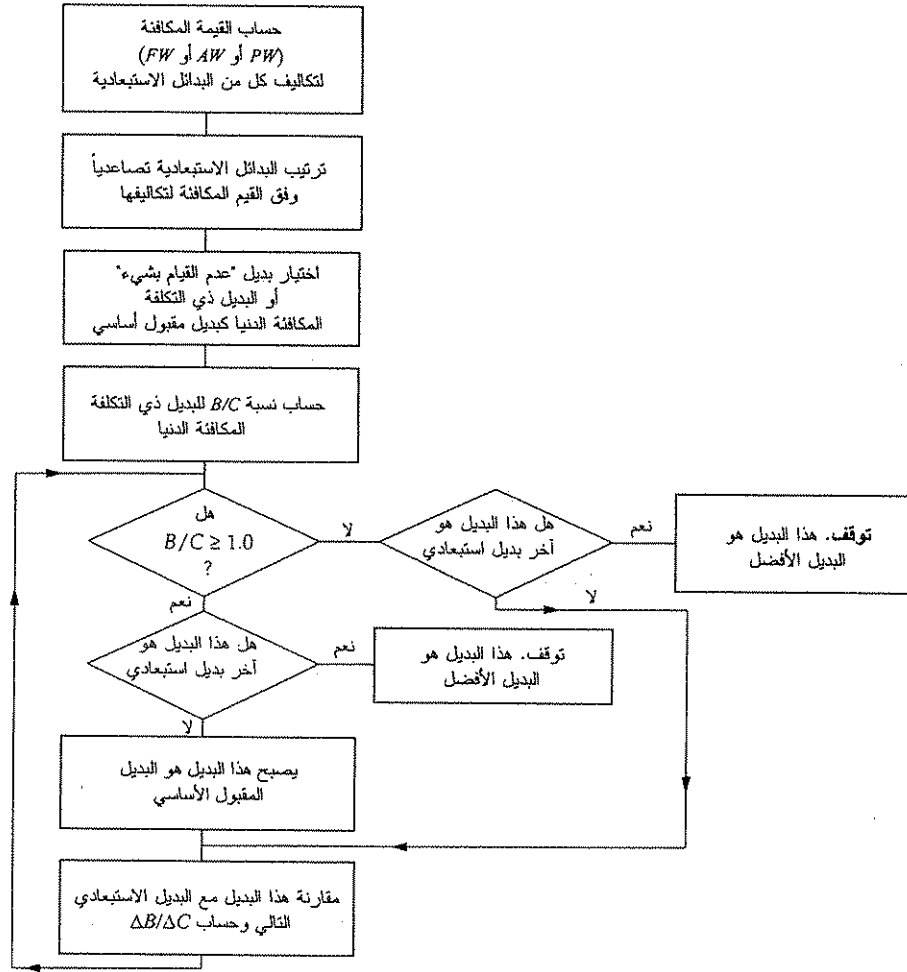 حساب القيمة المكافئة
(PW أو AW أو FW)
لتكاليف كل من البدائل الاستبعادية
ترتيب البدائل الاستبعادية تصاعدياً
وفق القيم المكافئة لتكاليفها
اختيار بديل "عدم القيام بشيء"
أو البديل ذي التكلفة
المكافئة الدنيا كبديل مقبول أساسي
حساب نسبة B/C للبديل ذي التكلفة
المكافئة الدنيا
هل
B/C ≥ 1.0
?
لا
هل هذا البديل هو
آخر بديل استبعادي
نعم
توقف. هذا البديل هو
البديل الأفضل
لا
نعم
هل هذا البديل هو
آخر بديل استبعادي
نعم
توقف. هذا البديل هو
البديل الأفضل
لا
يصبح هذا البديل هو البديل
المقبول الأساسي
مقارنة هذا البديل مع البديل الاستبعادي
التالي وحساب ΔB/ΔC